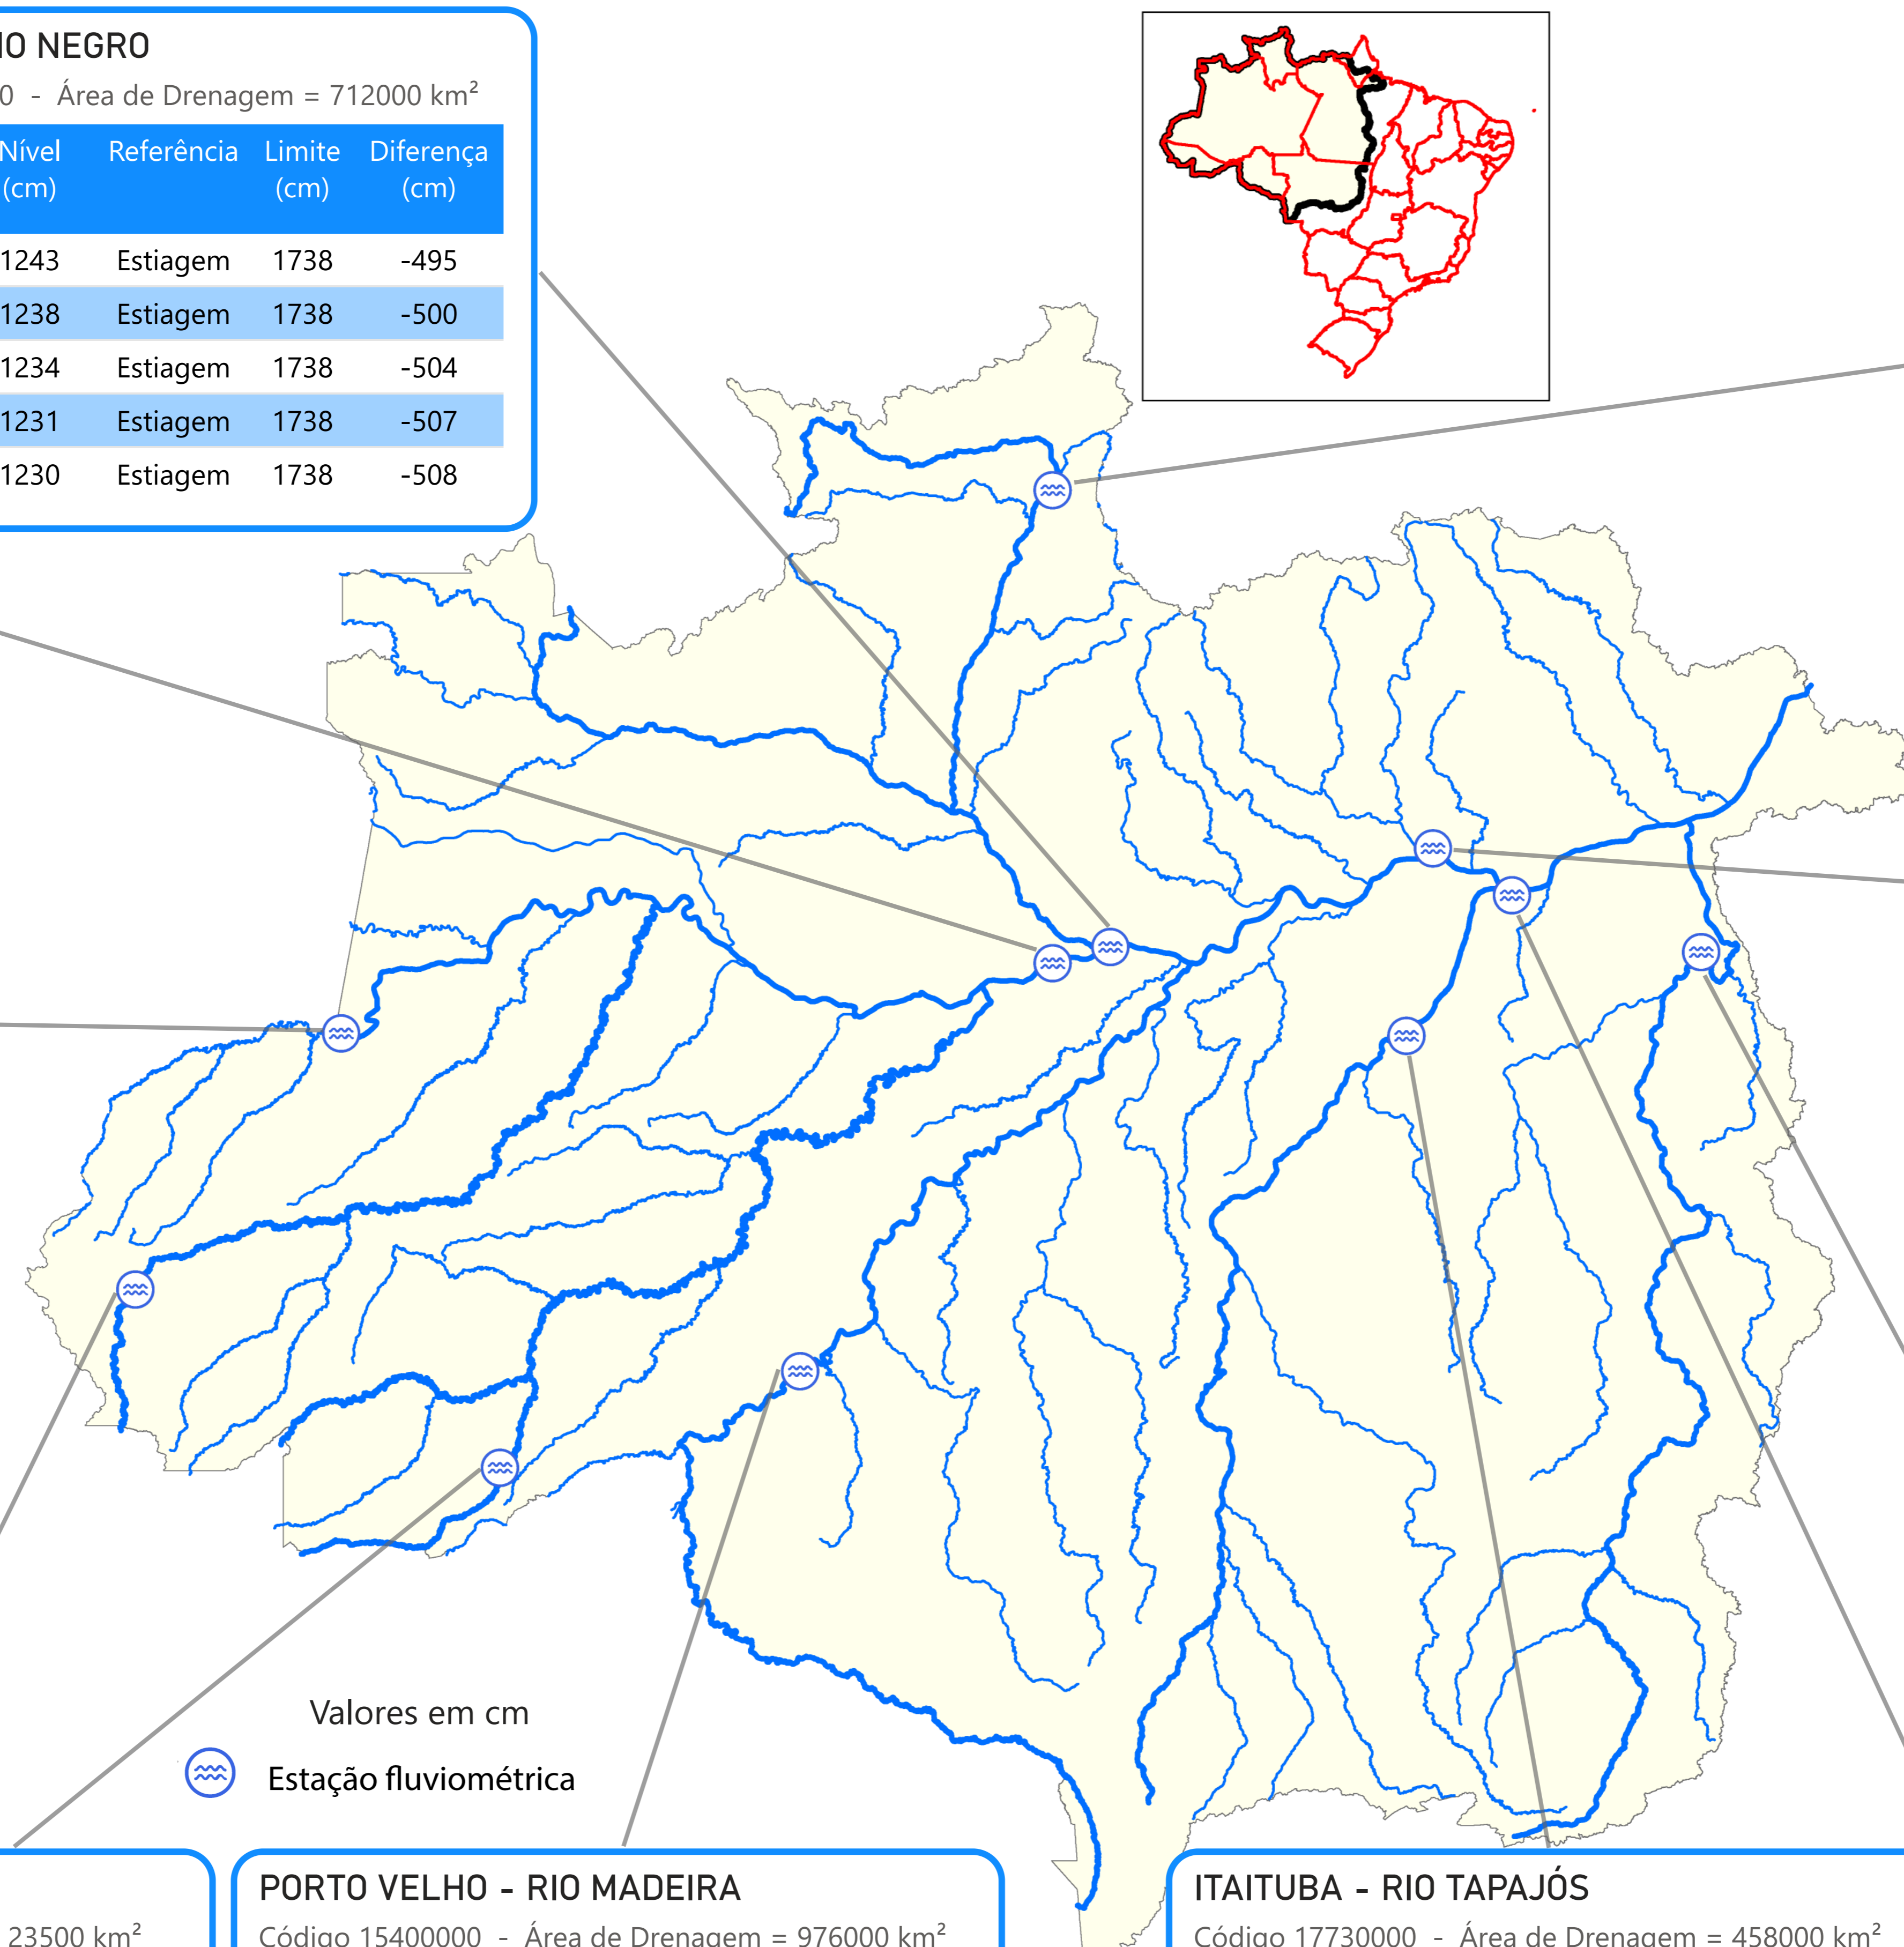 IO NEGRO
0 - Área de Drenagem = 712000 km²
Nível Referência Limite Diferença
(cm) (cm) (cm)
1243 Estiagem 1738 -495
1238 Estiagem 1738 -500
1234 Estiagem 1738 -504
1231 Estiagem 1738 -507
1230 Estiagem 1738 -508
Valores em cm
Estação fluviométrica
23500 km²
PORTO VELHO - RIO MADEIRA
Código 15400000 - Área de Drenagem = 976000 km²
ITAITUBA - RIO TAPAJÓS
Código 17730000 - Área de Drenagem = 458000 km²